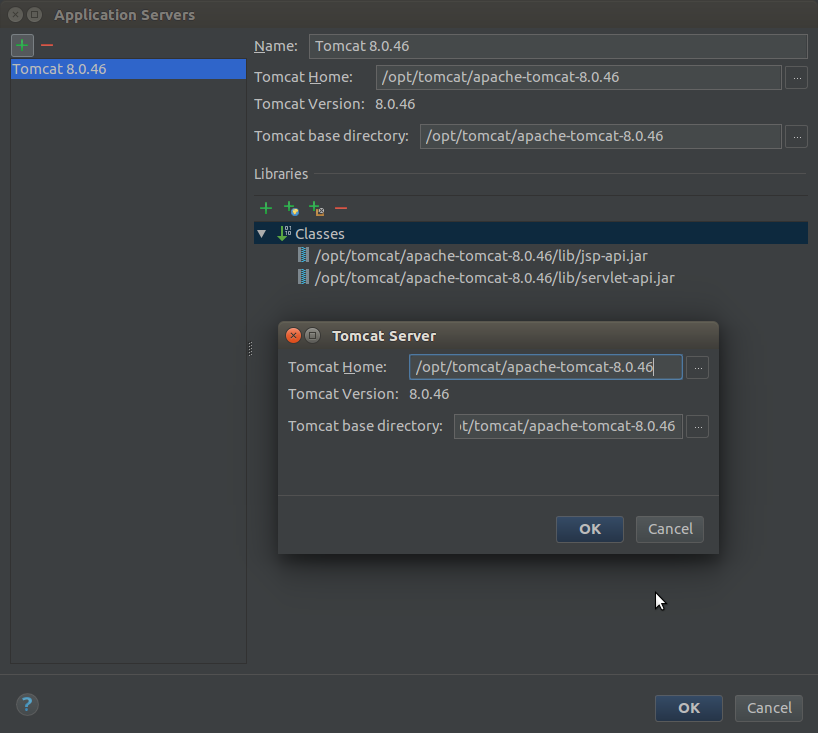 Application Servers
Name: Tomcat 8.0.46
Tomcat 8.0.46
Tomcat Home: /opt/tomcat/apache-tomcat-8.0.46 ...
Tomcat Version: 8.0.46
Tomcat base directory: /opt/tomcat/apache-tomcat-8.0.46 ...
Libraries
Classes
/opt/tomcat/apache-tomcat-8.0.46/lib/jsp-api.jar
/opt/tomcat/apache-tomcat-8.0.46/lib/servlet-api.jar
Tomcat Server
Tomcat Home: /opt/tomcat/apache-tomcat-8.0.46 ...
Tomcat Version: 8.0.46
Tomcat base directory: t/tomcat/apache-tomcat-8.0.46 ...
OK Cancel
? OK Cancel